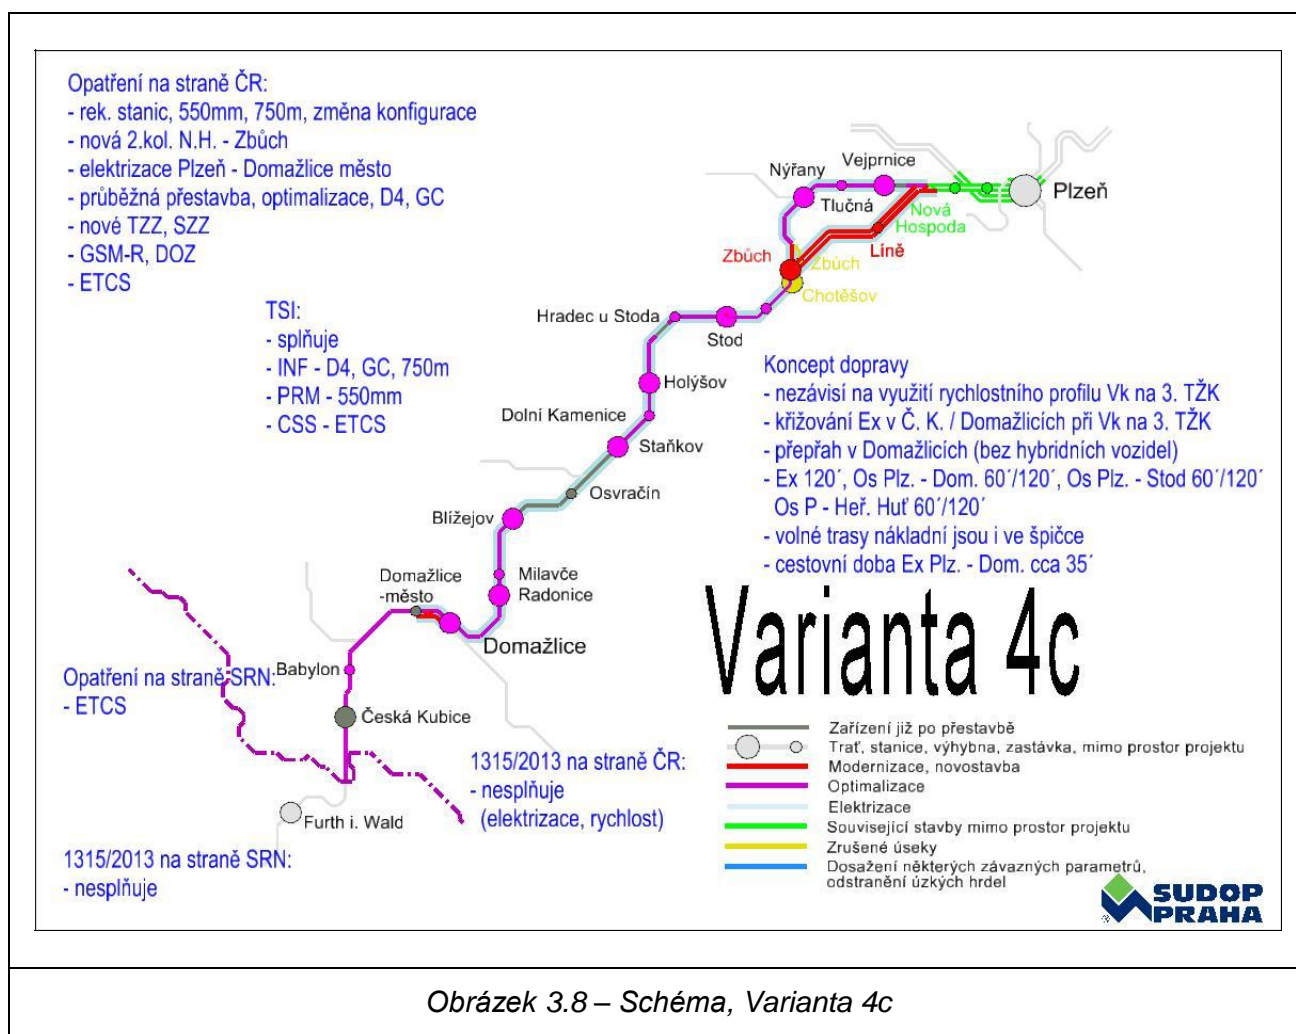 Opatření na straně ČR:
- rek. stanic, 550mm, 750m, změna konfigurace
- nová 2.kol. N.H. - Zbůch
- elektrizace Plzeň - Domažlice město
- průběžná přestavba, optimalizace, D4, GC
- nové TZZ, SZZ
- GSM-R, DOZ
- ETCS
TSI:
- splňuje
- INF - D4, GC, 750m
- PRM - 550mm
- CSS - ETCS
Vejprnice
Nýřany
Tlučná
Plzeň
Nová
Hospoda
Líně
Zbůch
Zbůch
Chotěšov
Hradec u Stoda
Stod
Holýšov
Dolní Kamenice
Staňkov
Osvračín
Blížejov
Milavče
Radonice
Domažlice
-město
Domažlice
Babylon
Česká Kubice
Furth i. Wald
Koncept dopravy
- nezávisí na využití rychlostního profilu Vk na 3. TŽK
- křižování Ex v Č. K. / Domažlicích při Vk na 3. TŽK
- přepřah v Domažlicích (bez hybridních vozidel)
- Ex 120´, Os Plz. - Dom. 60´/120´, Os Plz. - Stod 60´/120´
Os P - Heř. Huť 60´/120´
- volné trasy nákladní jsou i ve špičce
- cestovní doba Ex Plz. - Dom. cca 35´
Varianta 4c
Opatření na straně SRN:
- ETCS
1315/2013 na straně ČR:
- nesplňuje
(elektrizace, rychlost)
1315/2013 na straně SRN:
- nesplňuje
Zařízení již po přestavbě
Trať, stanice, výhybna, zastávka, mimo prostor projektu
Modernizace, novostavba
Optimalizace
Elektrizace
Související stavby mimo prostor projektu
Zrušené úseky
Dosažení některých závazných parametrů,
odstranění úzkých hrdel
®
SUDOP
PRAHA
Obrázek 3.8 – Schéma, Varianta 4c